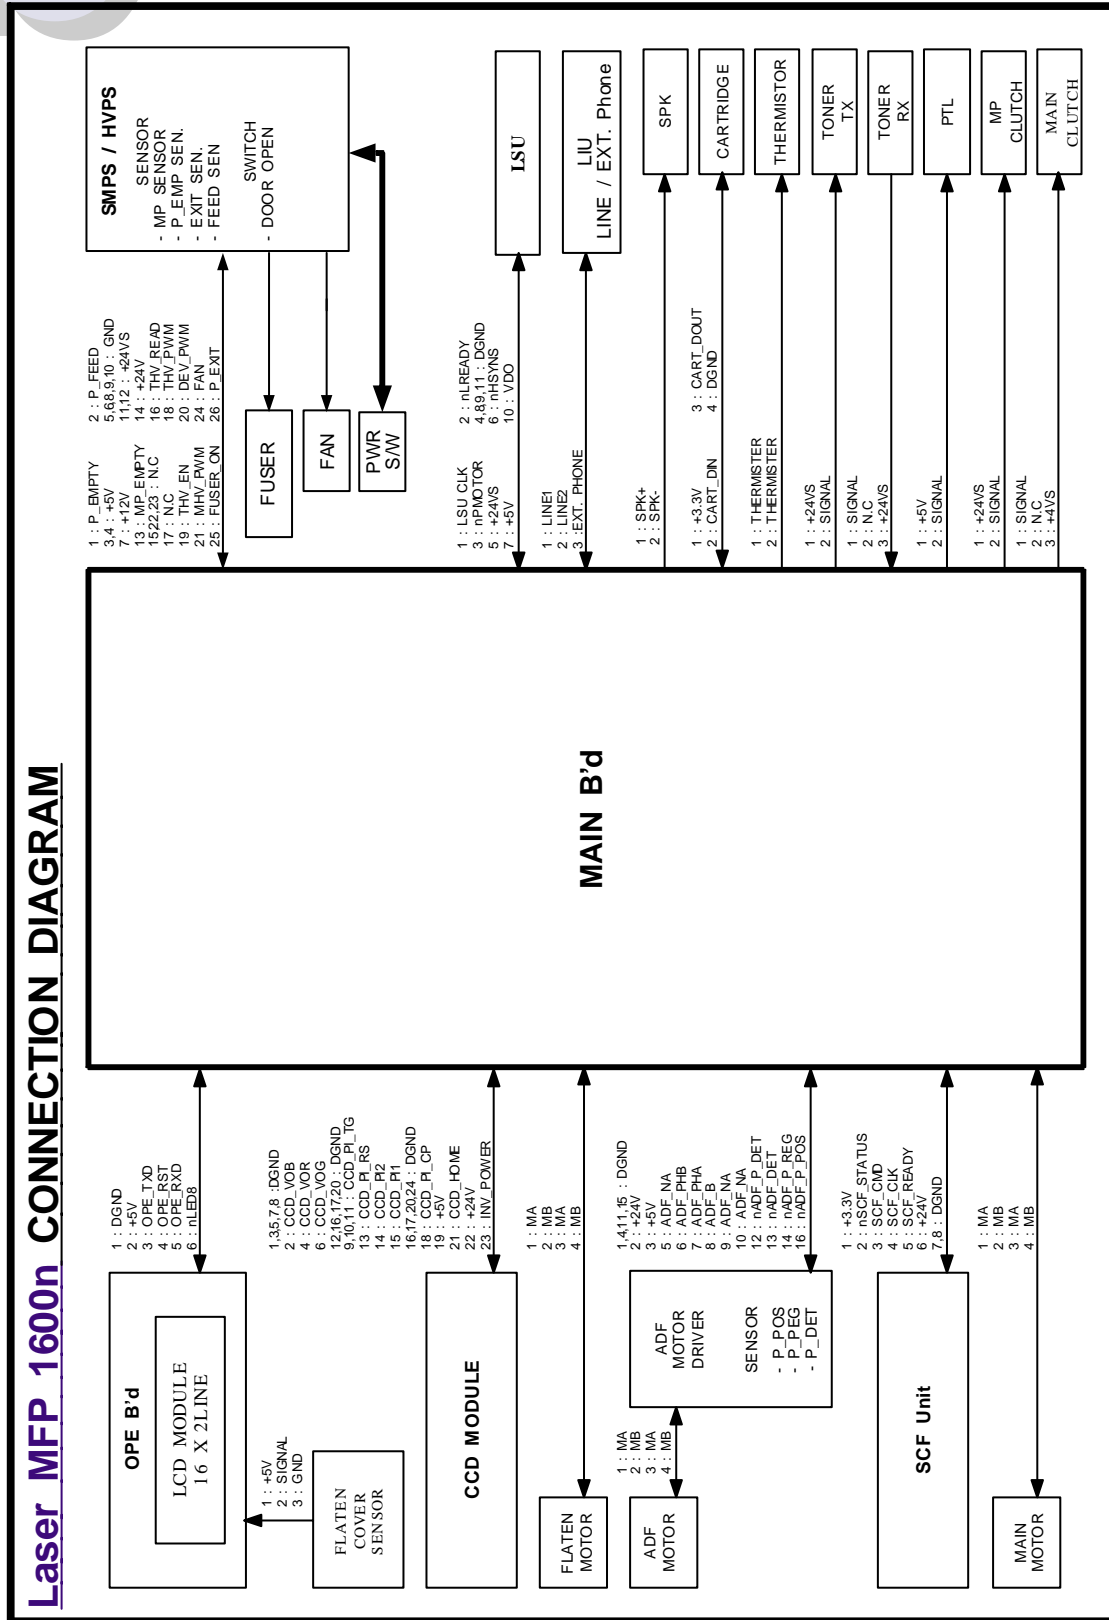 Laser MFP 1600n CONNECTION DIAGRAM
OPE B'd
LCD MODULE
16 X 2LINE
1 : DGND
2 : +5V
3 : OPE_TXD
4 : OPE_RST
5 : OPE_RXD
6 : nLED8
FLATEN
COVER
SENSOR
1 : +5V
2 : SIGNAL
3 : GND
CCD MODULE
1,3,5,7,8 :DGND
2 : CCD_VOB
4 : CCD_VOR
6 : CCD_VOG
12,16,17,20 : DGND
9,10,11 : CCD_PI_TG
13 : CCD_PI_RS
14 : CCD_PI2
15 : CCD_PI1
16,17,20,24 : DGND
18 : CCD_PI_CP
19 : +5V
21 : CCD_HOME
22 : +24V
23 : INV_POWER
FLATEN
MOTOR
1 : MA
2 : MB
3 : MA
4 : MB
ADF
MOTOR
1 : MA
2 : MB
3 : MA
4 : MB
ADF
MOTOR
DRIVER
SENSOR
- P_POS
- P_PEG
- P_DET
1,4,11,15 : DGND
2 : +24V
3 : +5V
5 : ADF_NA
6 : ADF_PHB
7 : ADF_PHA
8 : ADF_B
9 : ADF_NA
10 : ADF_NA
12 : nADF_P_DET
13 : nADF_DET
14 : nADF_P_REG
16 : nADF_P_POS
SCF Unit
1 : +3.3V
2 : nSCF_STATUS
3 : SCF_CMD
4 : SCF_CLK
5 : SCF_READY
6 : +24V
7,8 : DGND
MAIN
MOTOR
1 : MA
2 : MB
3 : MA
4 : MB
MAIN B'd
SMPS / HVPS
SENSOR
- MP SENSOR
- P_EMP SEN.
- EXIT SEN.
- FEED SEN
SWITCH
- DOOR OPEN
1 : P_EMPTY
3,4 : +5V
7 : +12V
13 : MP_EMPTY
1522,23 : N.C
17 : N.C
19 : THV_EN
21 : MHV_PWM
25 : FUSER_ON
2 : P_FEED
5,6,8,9,10 : GND
11,12 : +24VS
14 : +24V
16 : THV_READ
18 : THV_PWM
20 : DEV_PWM
24 : FAN
26 : P_EXIT
FUSER
FAN
PWR
S/W
LSU
1 : LSU CLK
3 : nPMOTOR
5 : +24VS
7 : +5V
2 : nLREADY
4,8,9,11 : DGND
6 : nHSYNS
10 : VDO
LIU
LINE / EXT. Phone
1 : LINE1
2 : LINE2
3 : EXT. PHONE
SPK
1 : SPK+
2 : SPK-
CARTRIDGE
1 : +3.3V
2 : CART_DIN
3 : CART_DOUT
4 : DGND
THERMISTOR
1 : THERMISTER
2 : THERMISTER
TONER
TX
1 : +24VS
2 : SIGNAL
TONER
RX
1 : SIGNAL
2 : N.C
3 : +24VS
PTL
1 : +5V
2 : SIGNAL
MP
CLUTCH
1 : +24VS
2 : SIGNAL
MAIN
CLUTCH
1 : SIGNAL
2 : N.C
3 : +4VS